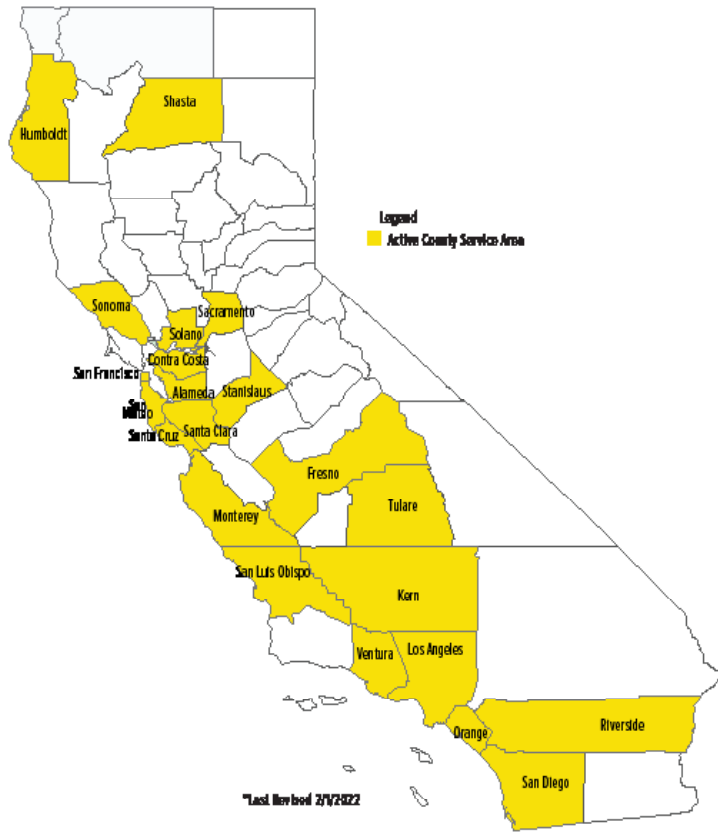 Shasta
Humboldt
Legend
Active County Service Area
Sonoma
Sacramento
Solano
Contra Costa
San Francisco
Alameda
Stanislaus
San
Mateo
Santa Cruz
Santa Clara
Fresno
Tulare
Monterey
San Luis Obispo
Kern
Ventura
Los Angeles
Orange
Riverside
San Diego
*Last Revised 2/1/2022